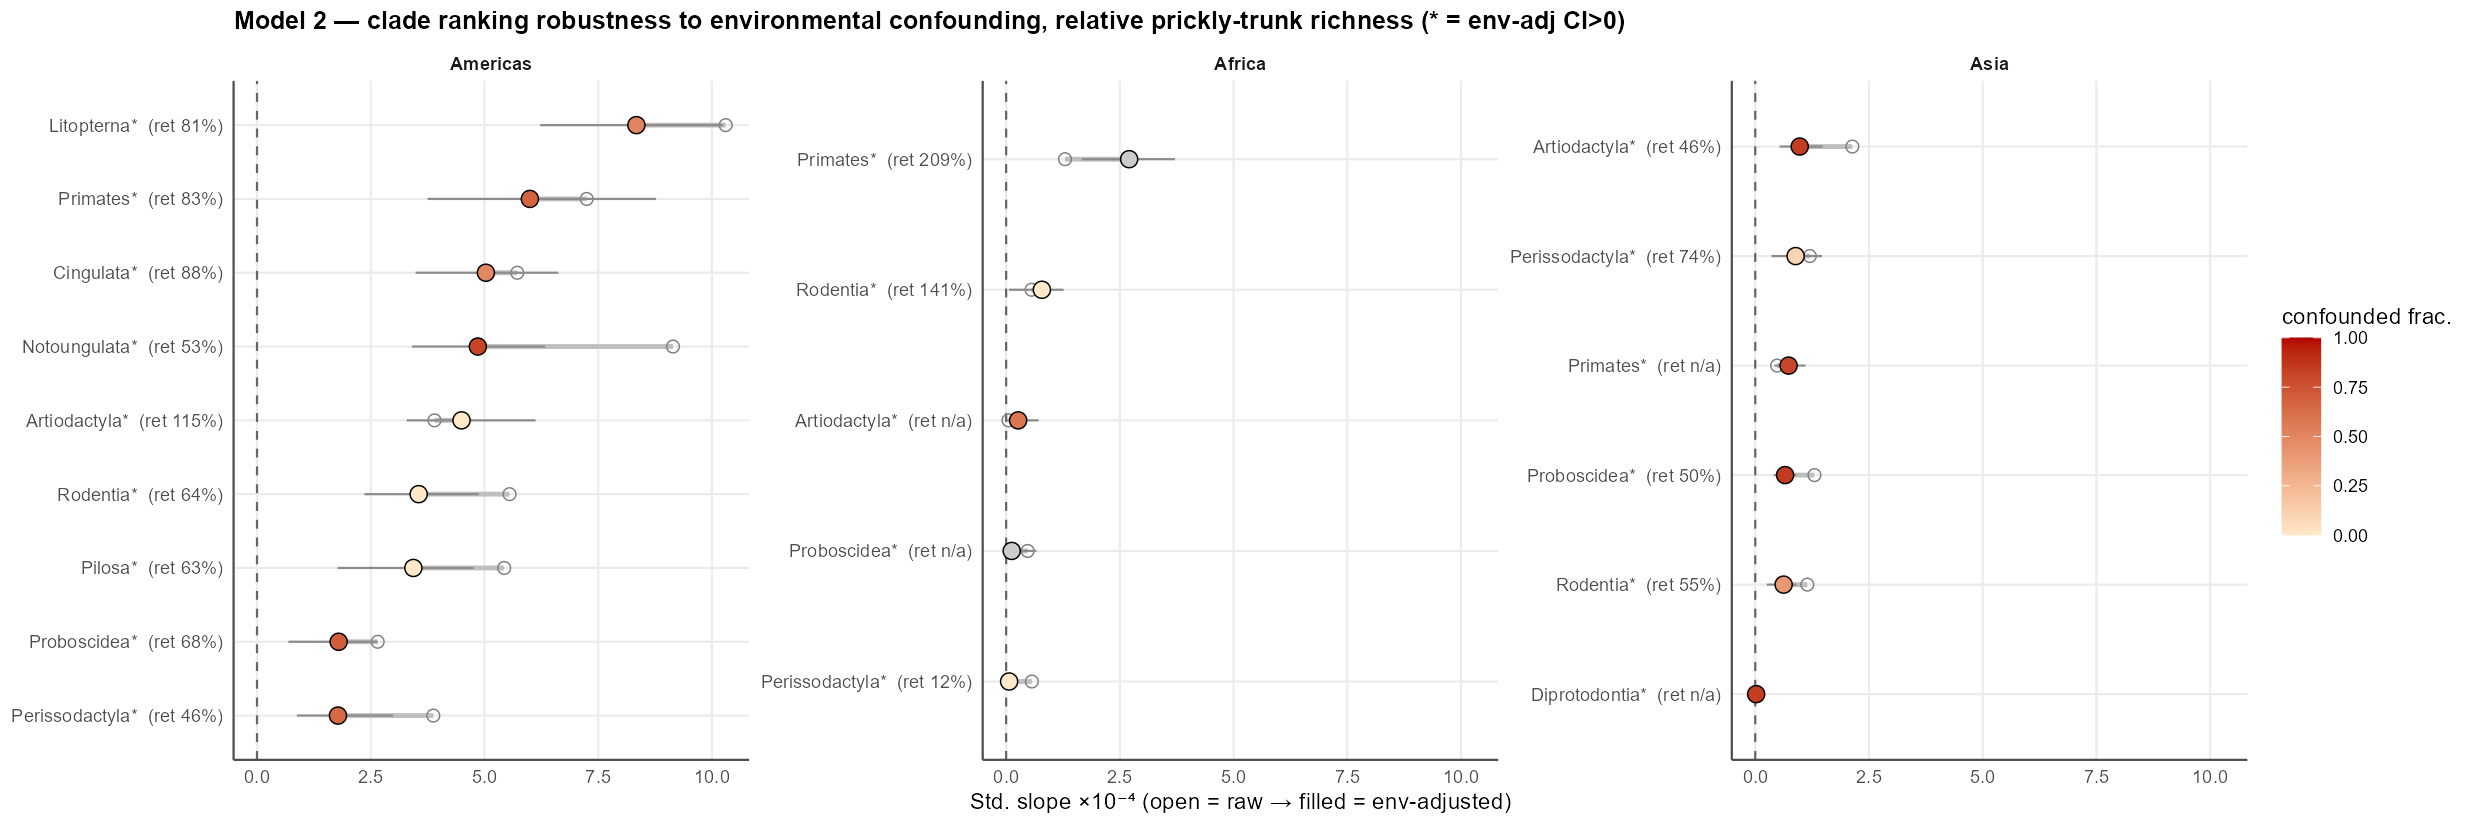 Model 2 — clade ranking robustness to environmental confounding, relative prickly-trunk richness (* = env-adj CI>0)
Americas
Litopterna* (ret 81%)
Primates* (ret 83%)
Cingulata* (ret 88%)
Notoungulata* (ret 53%)
Artiodactyla* (ret 115%)
Rodentia* (ret 64%)
Pilosa* (ret 63%)
Proboscidea* (ret 68%)
Perissodactyla* (ret 46%)
0.0 2.5 5.0 7.5 10.0
Africa
Primates* (ret 209%)
Rodentia* (ret 141%)
Artiodactyla* (ret n/a)
Proboscidea* (ret n/a)
Perissodactyla* (ret 12%)
0.0 2.5 5.0 7.5 10.0
Asia
Artiodactyla* (ret 46%)
Perissodactyla* (ret 74%)
Primates* (ret n/a)
Proboscidea* (ret 50%)
Rodentia* (ret 55%)
Diprotodontia* (ret n/a)
0.0 2.5 5.0 7.5 10.0
Std. slope ×10⁻⁴ (open = raw → filled = env-adjusted)
confounded frac.
1.00
0.75
0.50
0.25
0.00